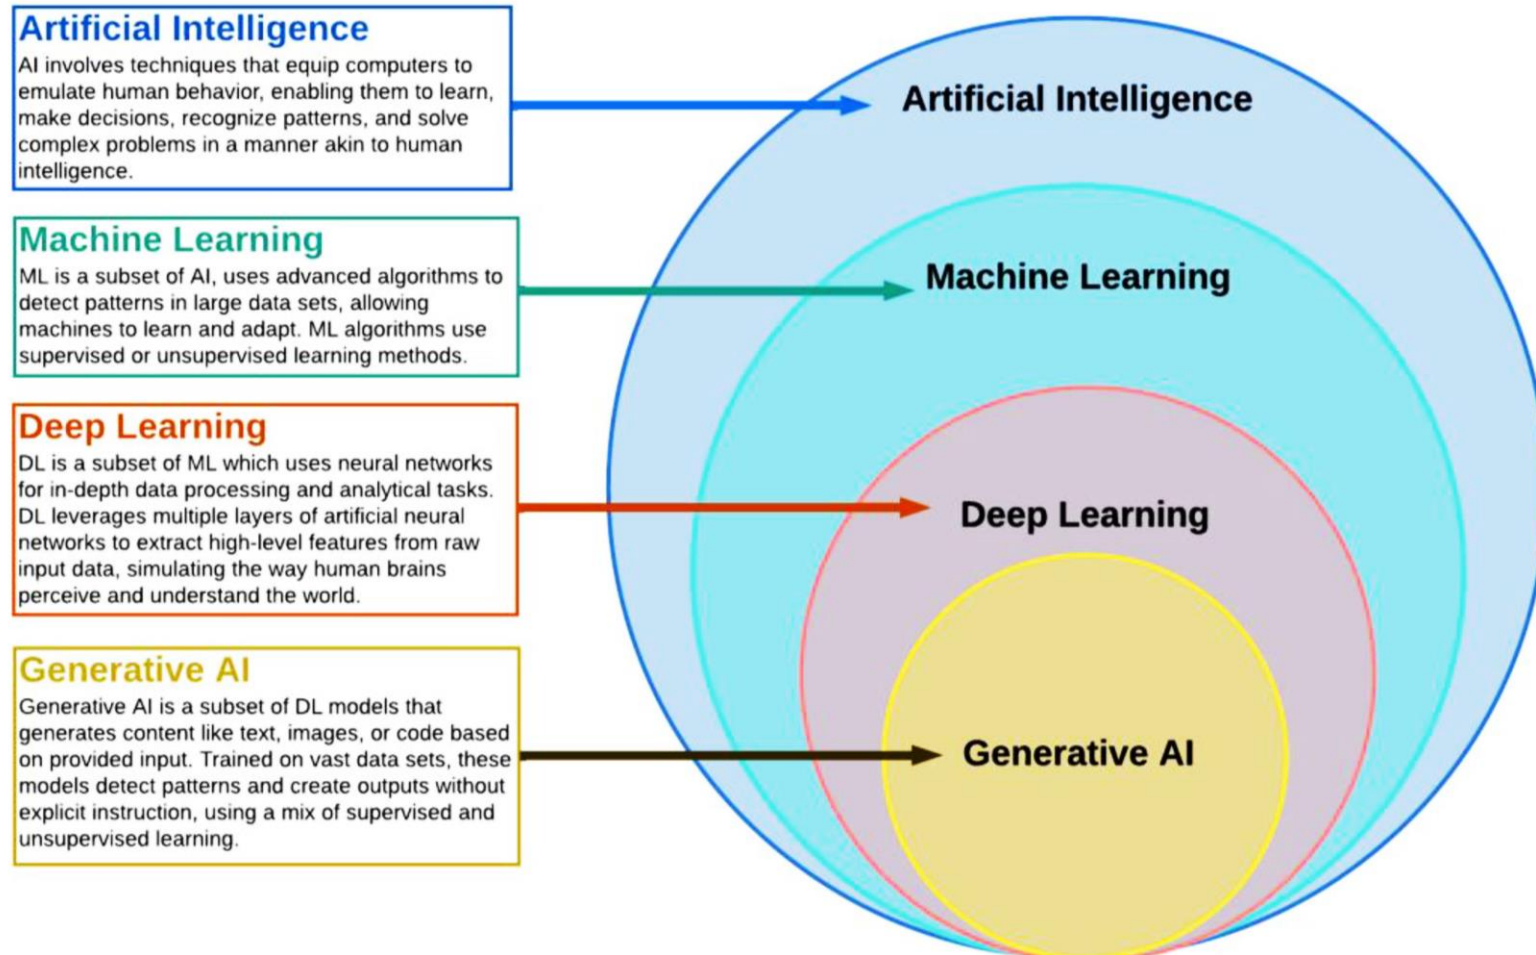 Artificial Intelligence
AI involves techniques that equip computers to
emulate human behavior, enabling them to learn,
make decisions, recognize patterns, and solve
complex problems in a manner akin to human
intelligence.
Machine Learning
ML is a subset of AI, uses advanced algorithms to
detect patterns in large data sets, allowing
machines to learn and adapt. ML algorithms use
supervised or unsupervised learning methods.
Deep Learning
DL is a subset of ML which uses neural networks
for in-depth data processing and analytical tasks.
DL leverages multiple layers of artificial neural
networks to extract high-level features from raw
input data, simulating the way human brains
perceive and understand the world.
Generative AI
Generative AI is a subset of DL models that
generates content like text, images, or code based
on provided input. Trained on vast data sets, these
models detect patterns and create outputs without
explicit instruction, using a mix of supervised and
unsupervised learning.
Artificial Intelligence
Machine Learning
Deep Learning
Generative AI